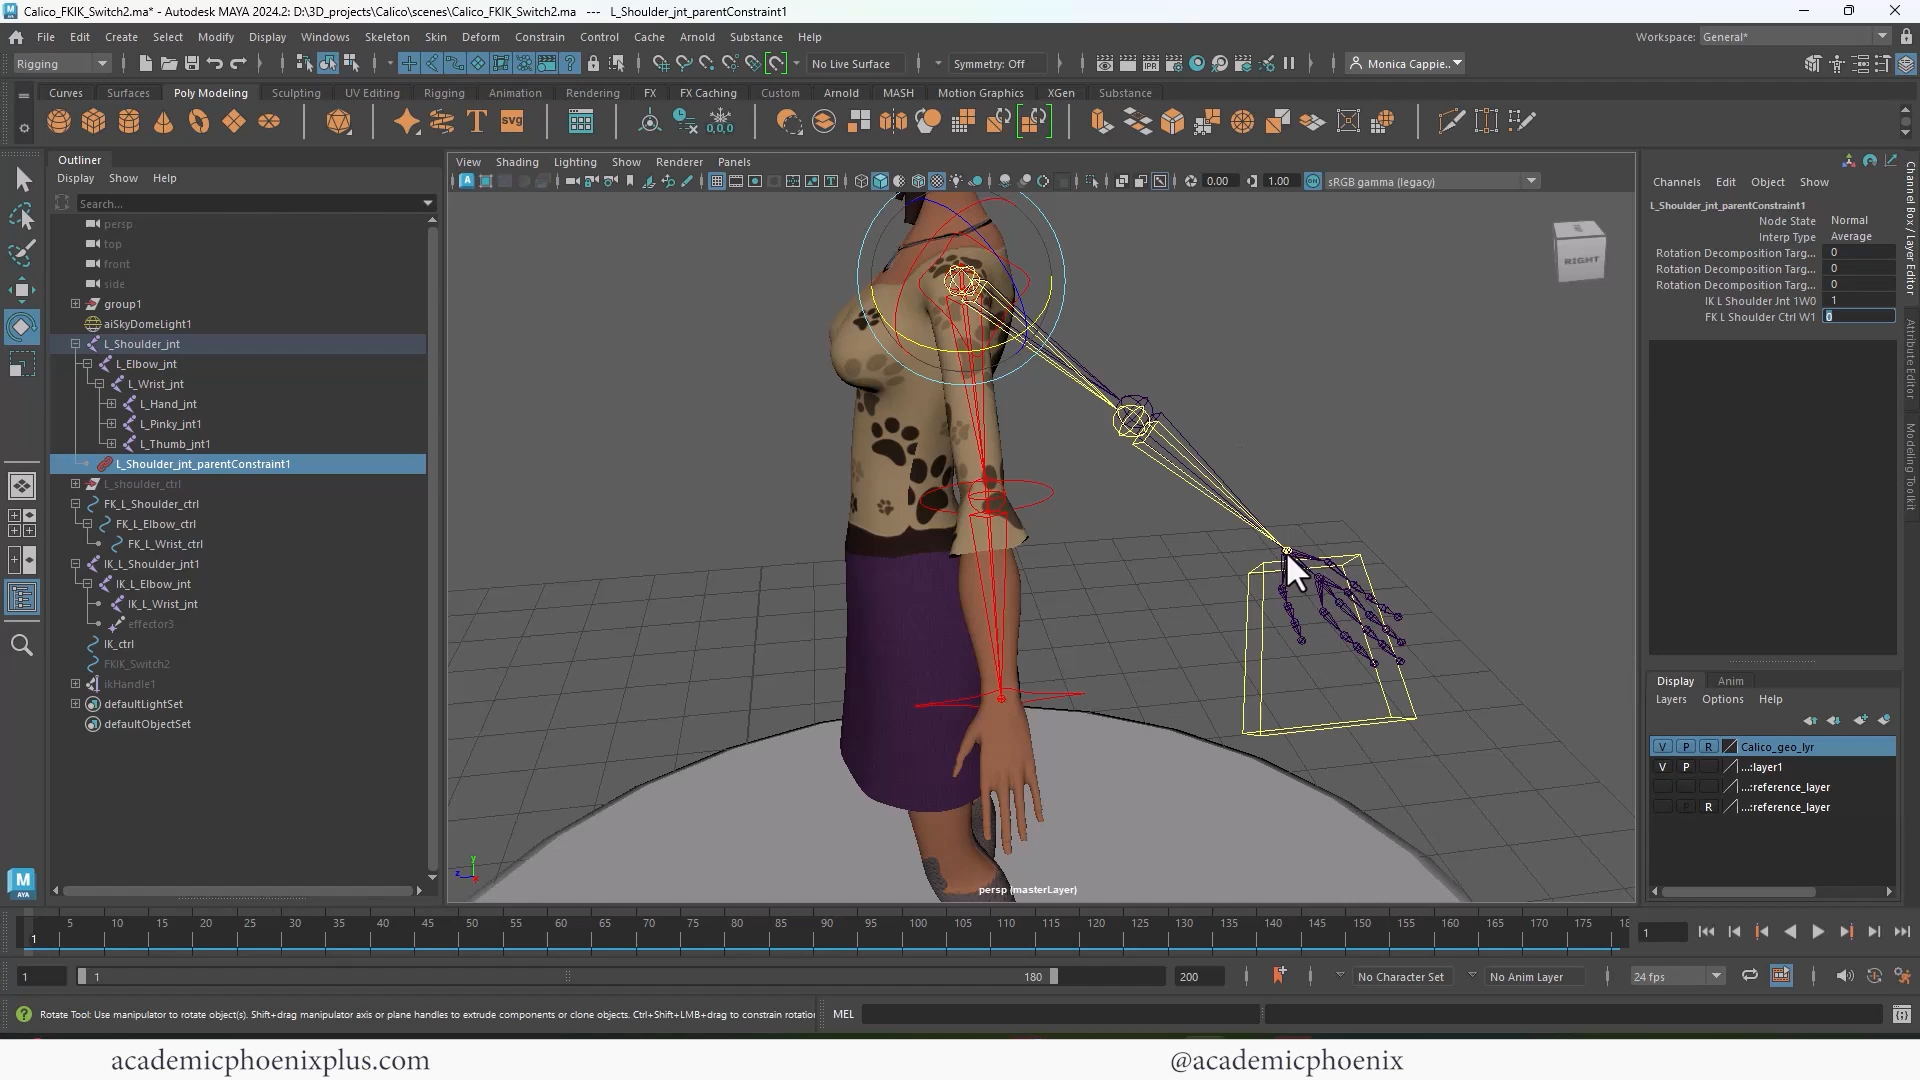 Calico_FKIK_Switch2.ma* - Autodesk MAYA 2024.2: D:\3D_projects\Calico\scenes\Calico_FKIK_Switch2.ma --- L_Shoulder_jnt_parentConstraint1
File Edit Create Select Modify Display Windows Skeleton Skin Deform Constrain Control Cache Arnold Substance Help
Workspace: General*
Rigging
No Live Surface
Symmetry: Off
Monica Cappie..
Curves Surfaces Poly Modeling Sculpting UV Editing Rigging Animation Rendering FX FX Caching Custom Arnold MASH Motion Graphics XGen Substance
Outliner
Display Show Help
Search...
persp
top
front
side
group1
aiSkyDomeLight1
L_Shoulder_jnt
L_Elbow_jnt
L_Wrist_jnt
L_Hand_jnt
L_Pinky_jnt1
L_Thumb_jnt1
L_Shoulder_jnt_parentConstraint1
L_shoulder_ctrl
FK_L_Shoulder_ctrl
FK_L_Elbow_ctrl
FK_L_Wrist_ctrl
IK_L_Shoulder_jnt1
IK_L_Elbow_jnt
IK_L_Wrist_jnt
effector3
IK_ctrl
FKIK_Switch2
ikHandle1
defaultLightSet
defaultObjectSet
View Shading Lighting Show Renderer Panels
0.00 1.00 sRGB gamma (legacy)
RIGHT
persp (masterLayer)
Channels Edit Object Show
L_Shoulder_jnt_parentConstraint1
Node State Normal
Interp Type Average
Rotation Decomposition Targ... 0
Rotation Decomposition Targ... 0
Rotation Decomposition Targ... 0
IK L Shoulder Jnt 1W0 1
FK L Shoulder Ctrl W1 0
Channel Box / Layer Editor
Attribute Editor
Modeling Toolkit
Display Anim
Layers Options Help
V P R Calico_geo_lyr
V P ...:layer1
...:reference_layer
R ...:reference_layer
5 10 15 20 25 30 35 40 45 50 55 60 65 70 75 80 85 90 95 100 105 110 115 120 125 130 135 140 145 150 155 160 165 170 175
1
1
1 1 180 200
No Character Set No Anim Layer 24 fps
Rotate Tool: Use manipulator to rotate object(s). Shift+drag manipulator axis or plane handles to extrude components or clone objects. Ctrl+Shift+LMB+drag to constrain rotatio
MEL
academicphoenixplus.com
@academicphoenix